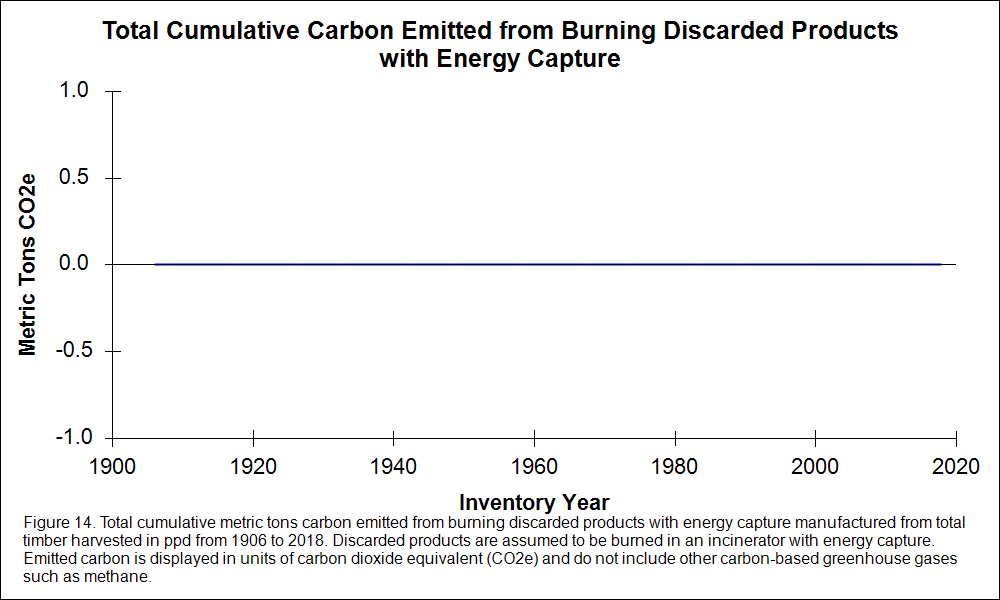 Total Cumulative Carbon Emitted from Burning Discarded Products
with Energy Capture
Metric Tons CO2e
1.0
0.5
0.0
-0.5
-1.0
1900 1920 1940 1960 1980 2000 2020
Inventory Year
Figure 14. Total cumulative metric tons carbon emitted from burning discarded products with energy capture manufactured from total
timber harvested in ppd from 1906 to 2018. Discarded products are assumed to be burned in an incinerator with energy capture.
Emitted carbon is displayed in units of carbon dioxide equivalent (CO2e) and do not include other carbon-based greenhouse gases
such as methane.